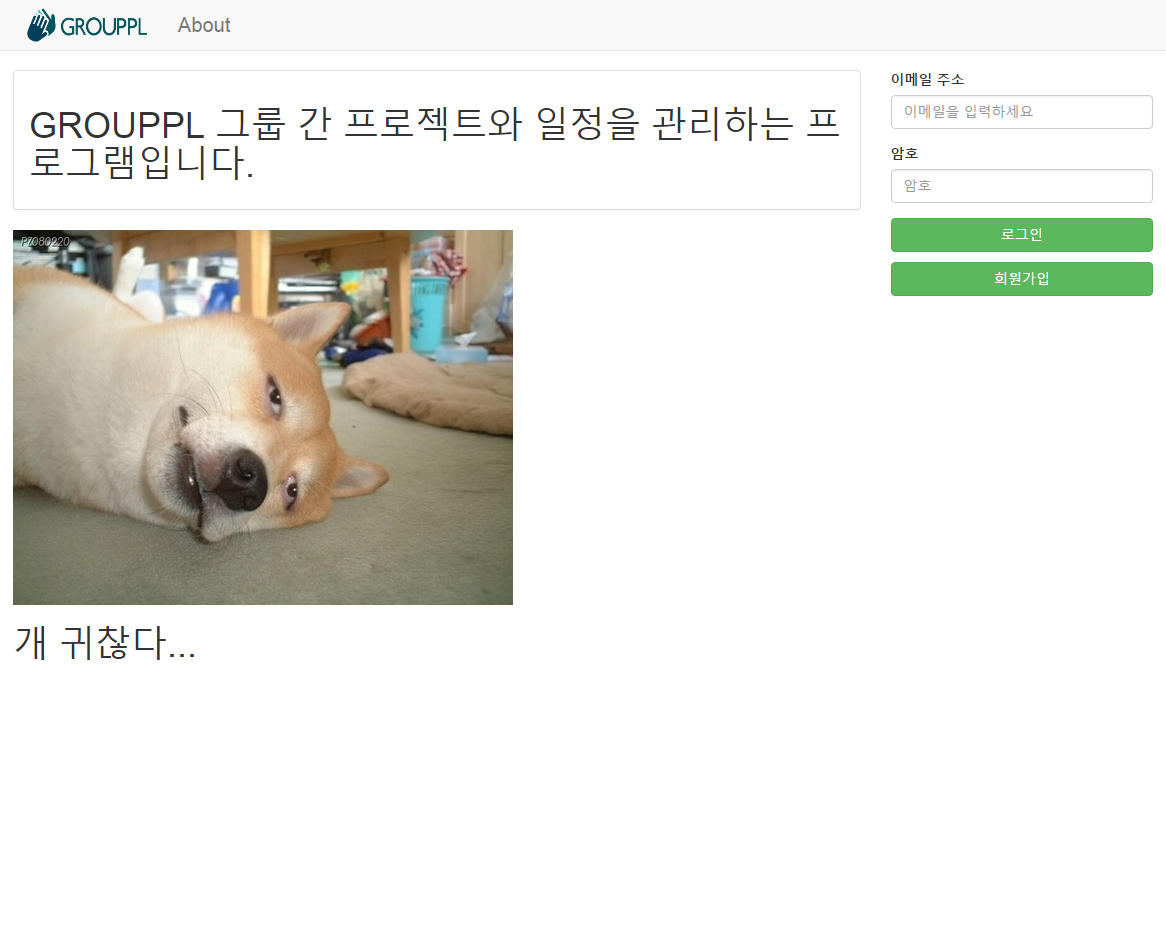 GROUPPL About
GROUPPL 그룹 간 프로젝트와 일정을 관리하는 프
로그램입니다.
이메일 주소
이메일을 입력하세요
암호
암호
로그인
회원가입
P7080220
개 귀찮다...